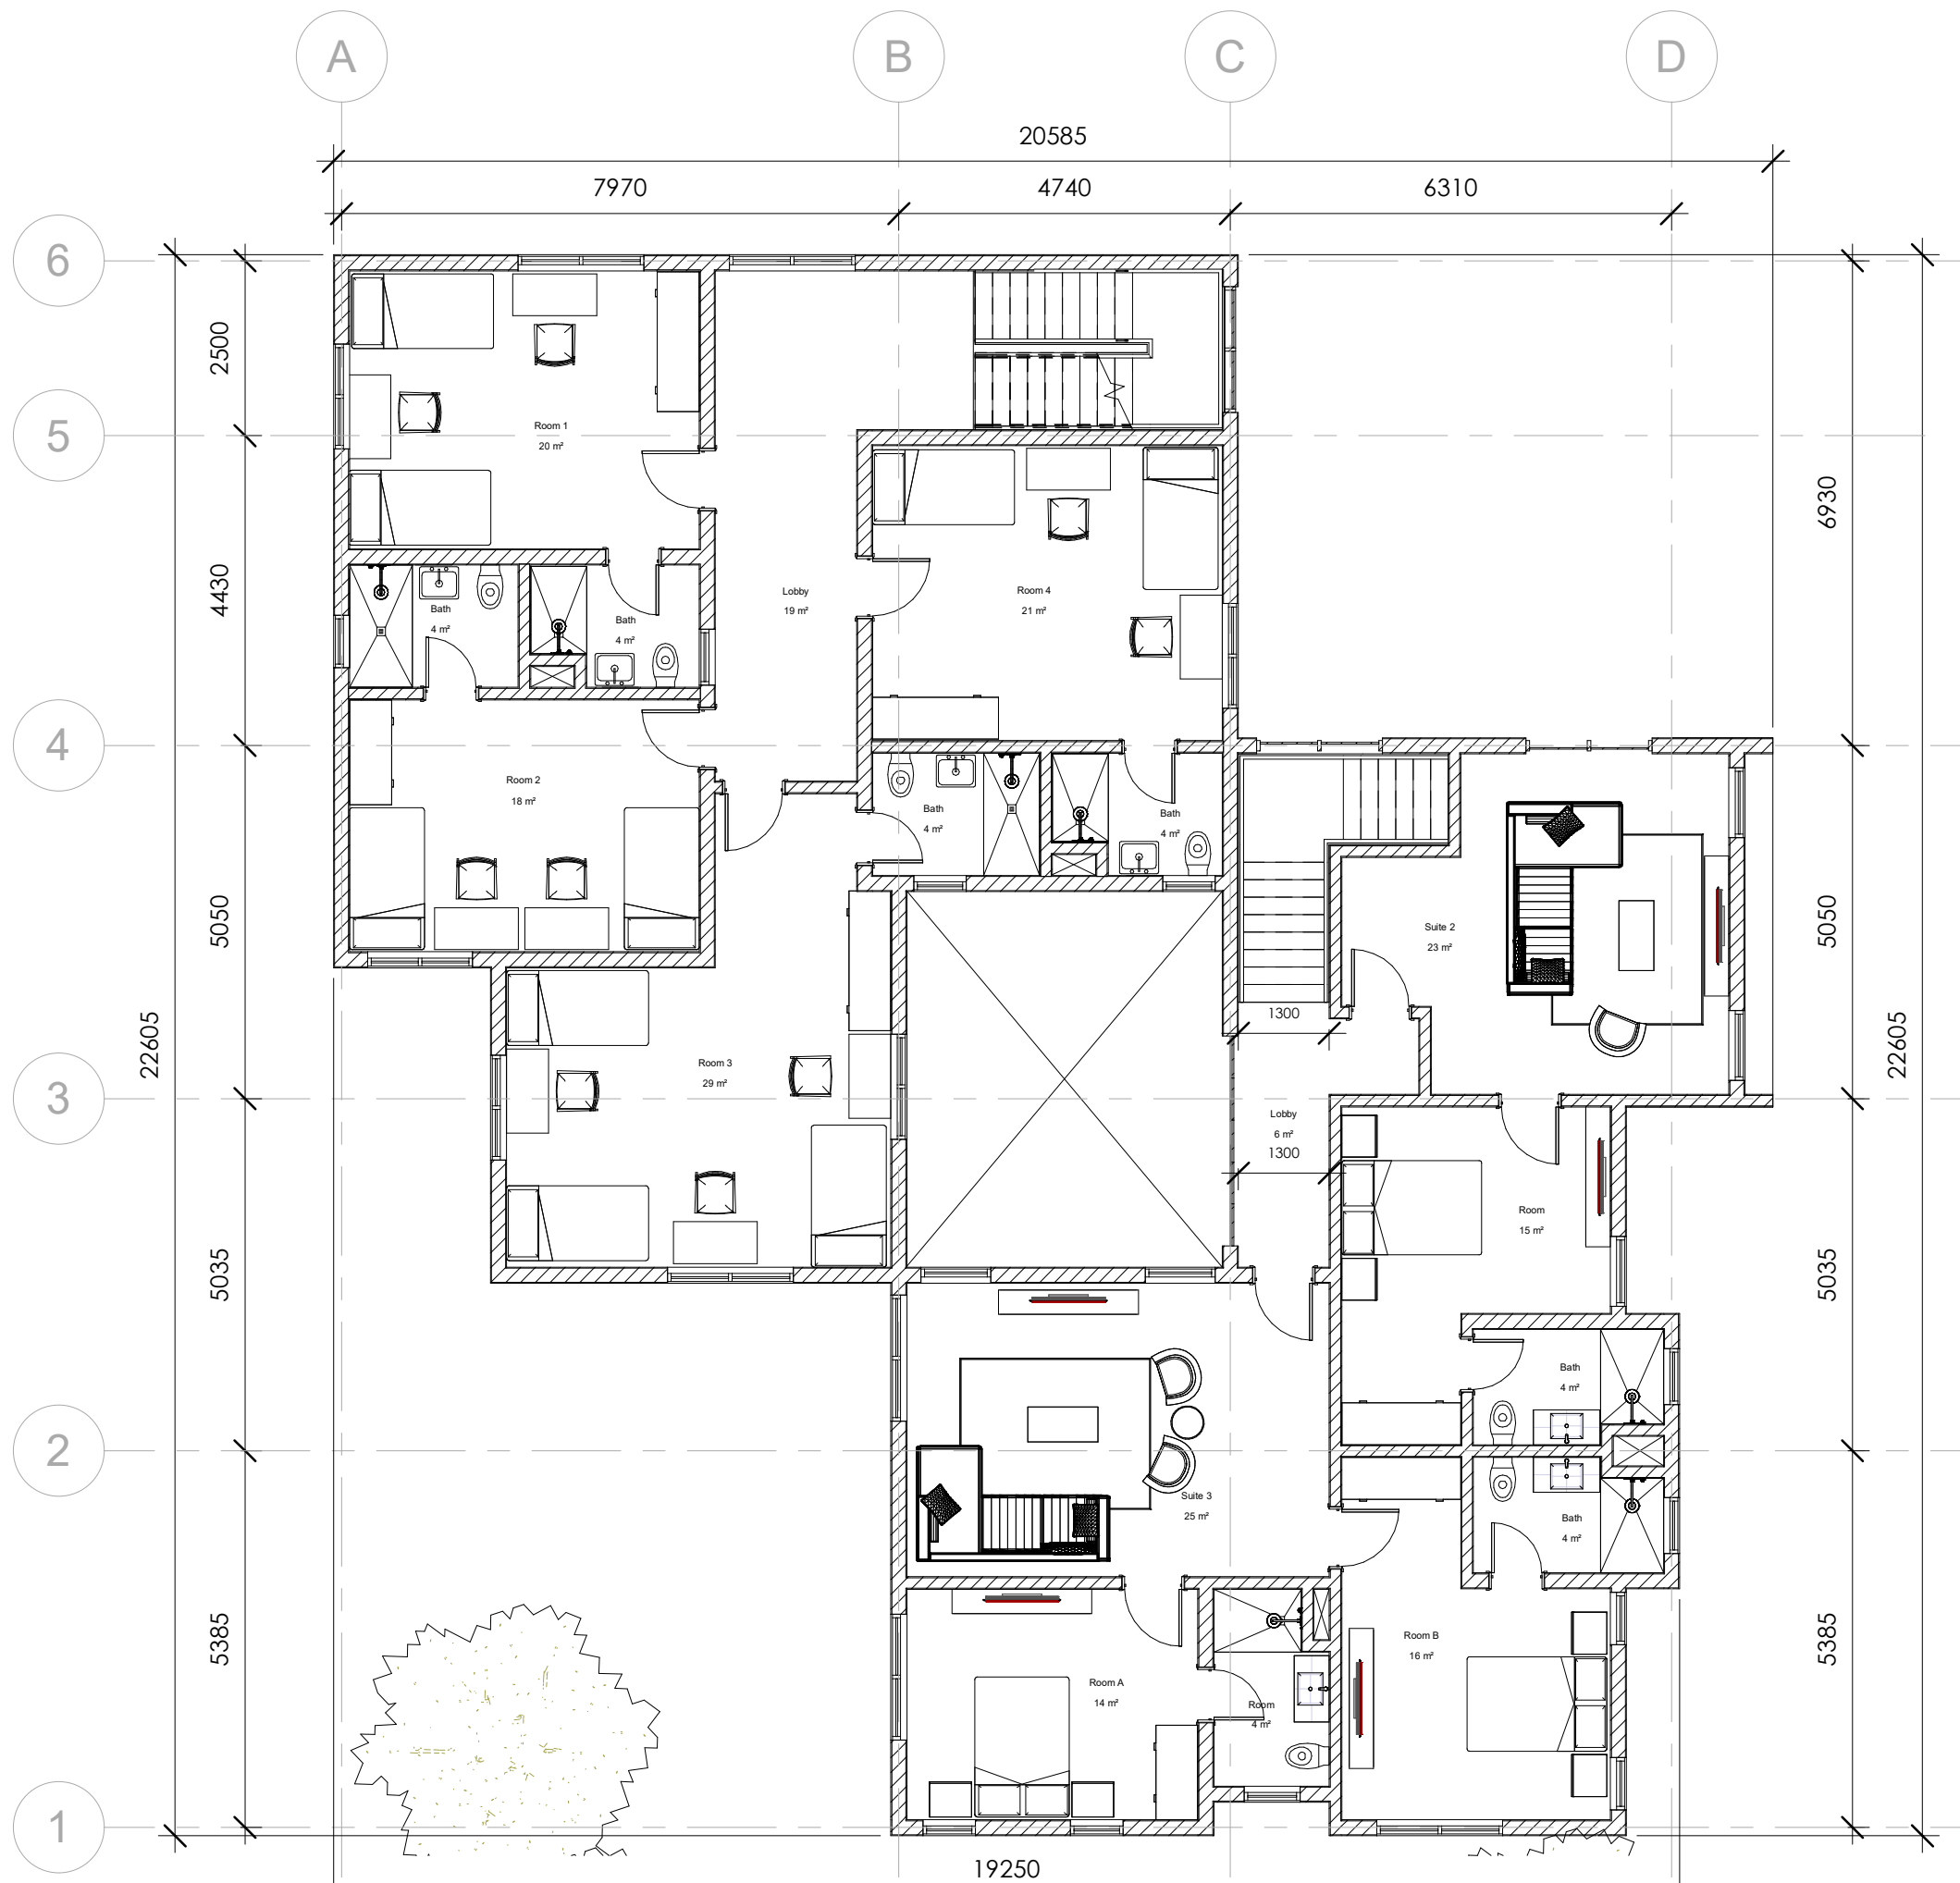 A
B
C
D
20585
7970
4740
6310
6
5
4
3
2
1
2500
4430
5050
5035
5385
22605
6930
5050
5035
5385
22605
Room 1
20 m²
Bath
4 m²
Bath
4 m²
Lobby
19 m²
Room 4
21 m²
Room 2
18 m²
Bath
4 m²
Bath
4 m²
Suite 2
23 m²
1300
Room 3
29 m²
Lobby
6 m²
1300
Room
15 m²
Bath
4 m²
Suite 3
25 m²
Bath
4 m²
Room A
14 m²
Room
4 m²
Room B
16 m²
19250